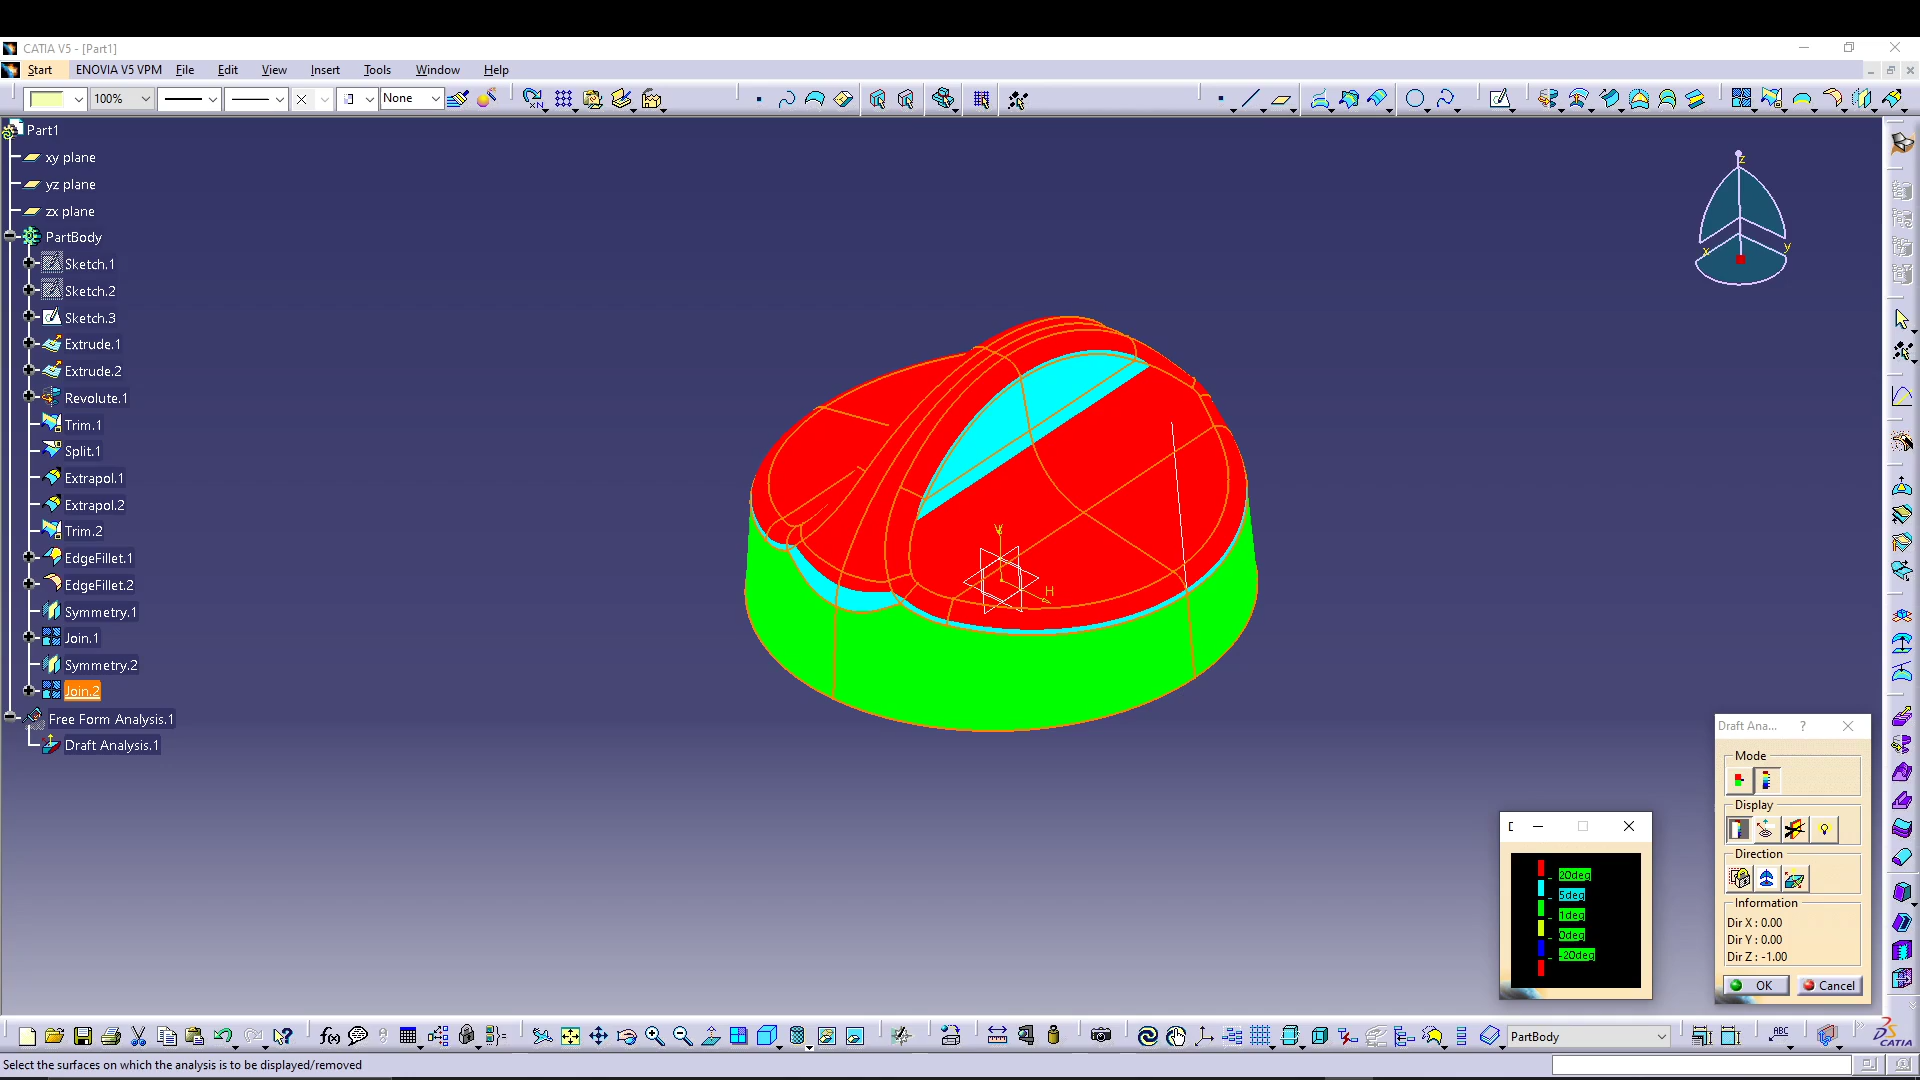 CATIA V5 - [Part1]
Start ENOVIA V5 VPM File Edit View Insert Tools Window Help
100% None
Part1
xy plane
yz plane
zx plane
PartBody
Sketch.1
Sketch.2
Sketch.3
Extrude.1
Extrude.2
Revolute.1
Trim.1
Split.1
Extrapol.1
Extrapol.2
Trim.2
EdgeFillet.1
EdgeFillet.2
Symmetry.1
Join.1
Symmetry.2
Join.2
Free Form Analysis.1
Draft Analysis.1
z
x y
V
H
Draft Ana... ?
Mode
Display
Direction
Information
Dir X : 0.00
Dir Y : 0.00
Dir Z : -1.00
OK Cancel
20deg
5deg
1deg
0deg
-20deg
f(x) PartBody ABC
CATIA
Select the surfaces on which the analysis is to be displayed/removed